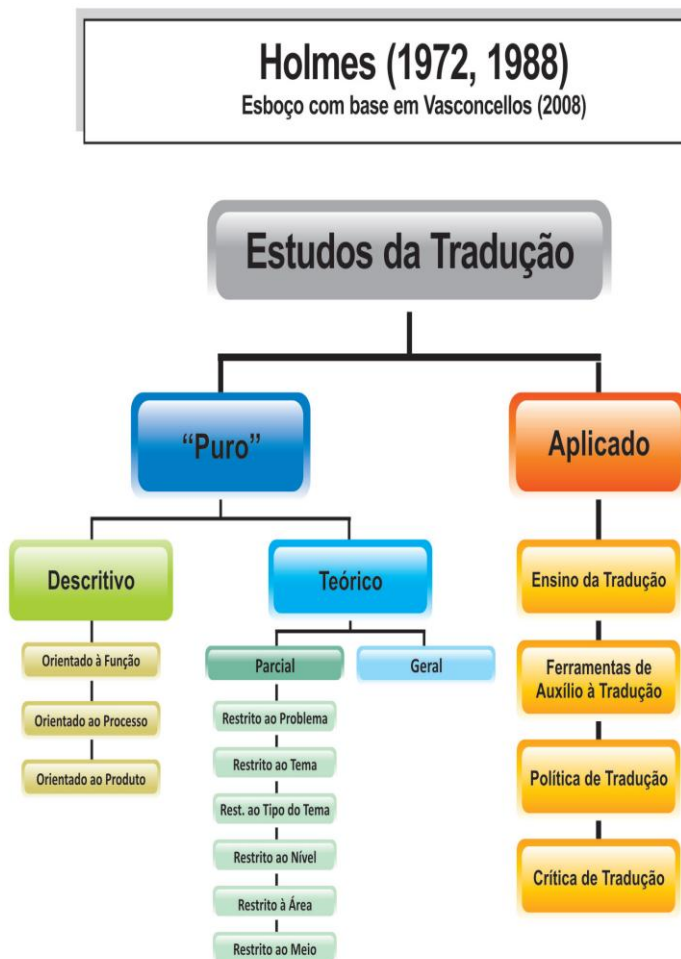 Holmes (1972, 1988)
Esboço com base em Vasconcellos (2008)
Estudos da Tradução
“Puro”
Aplicado
Descritivo
Teórico
Ensino da Tradução
Orientado à Função
Parcial
Geral
Ferramentas de
Auxílio à Tradução
Orientado ao Processo
Restrito ao Problema
Restrito ao Tema
Orientado ao Produto
Política de Tradução
Rest. ao Tipo do Tema
Restrito ao Nível
Crítica de Tradução
Restrito à Área
Restrito ao Meio